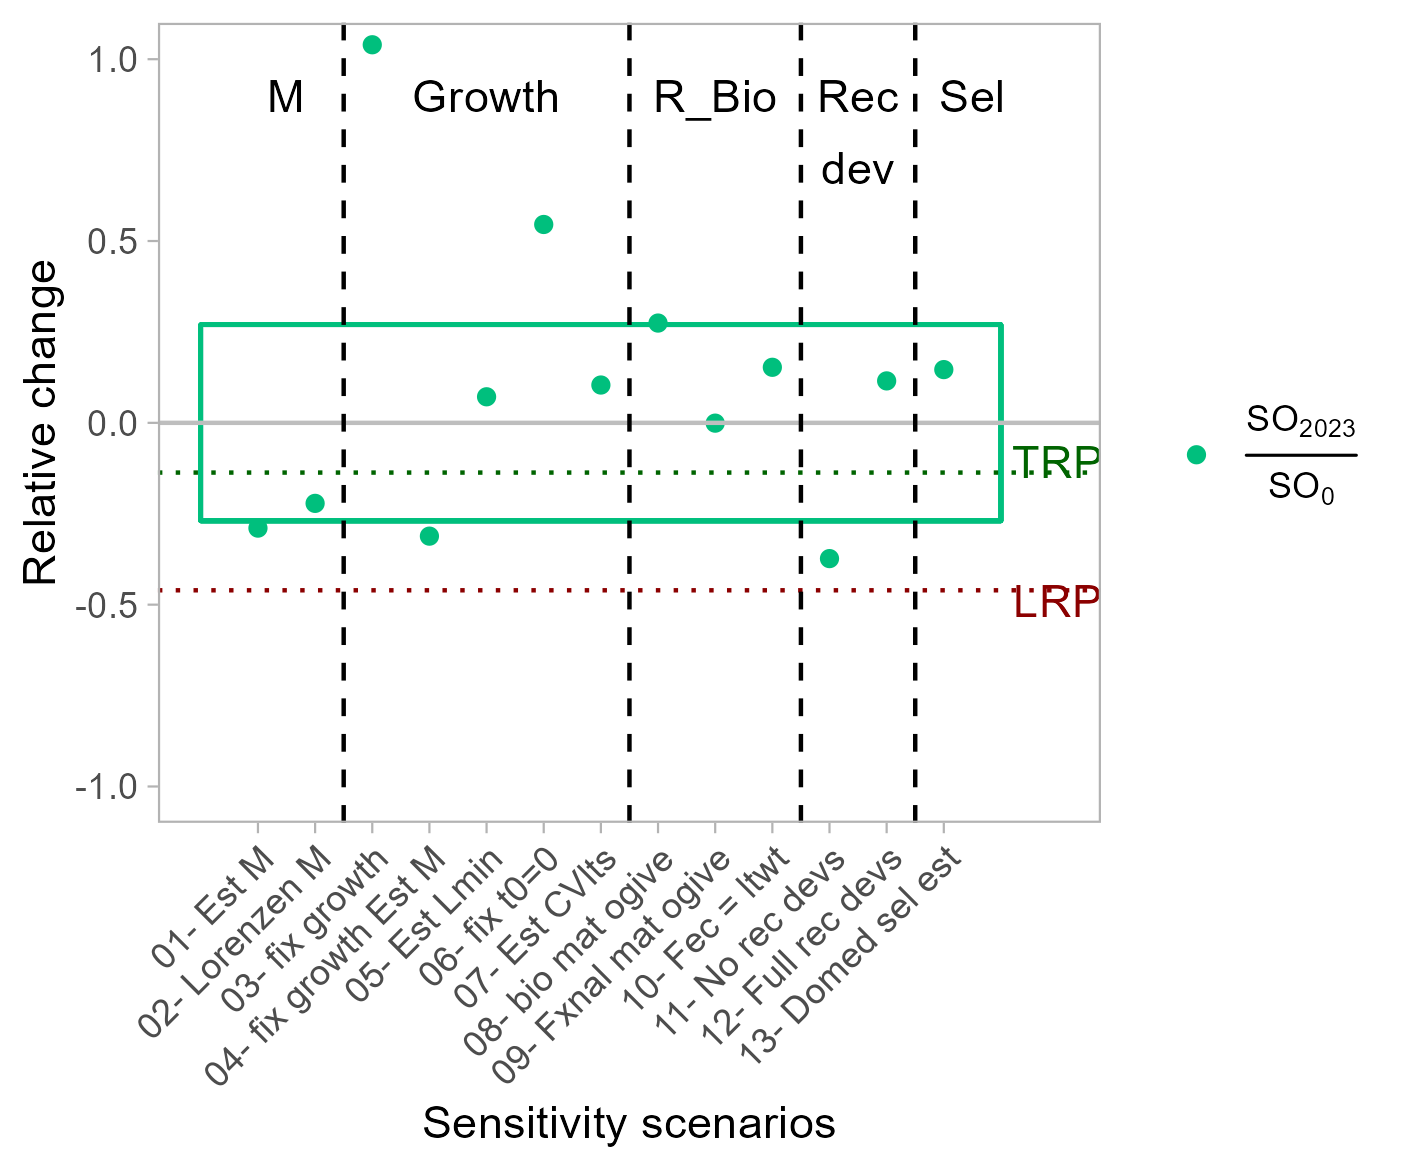 M
Growth
R_Bio
Rec
dev
Sel
1.0
0.5
0.0
-0.5
-1.0
Relative change
TRP
LRP
SO2023
SO0
01- Est M
02- Lorenzen M
03- fix growth
04- fix growth Est M
05- Est Lmin
06- fix t0=0
07- Est CVlts
08- bio mat ogive
09- Fxnal mat ogive
10- Fec = ltwt
11- No rec devs
12- Full rec devs
13- Domed sel est
Sensitivity scenarios